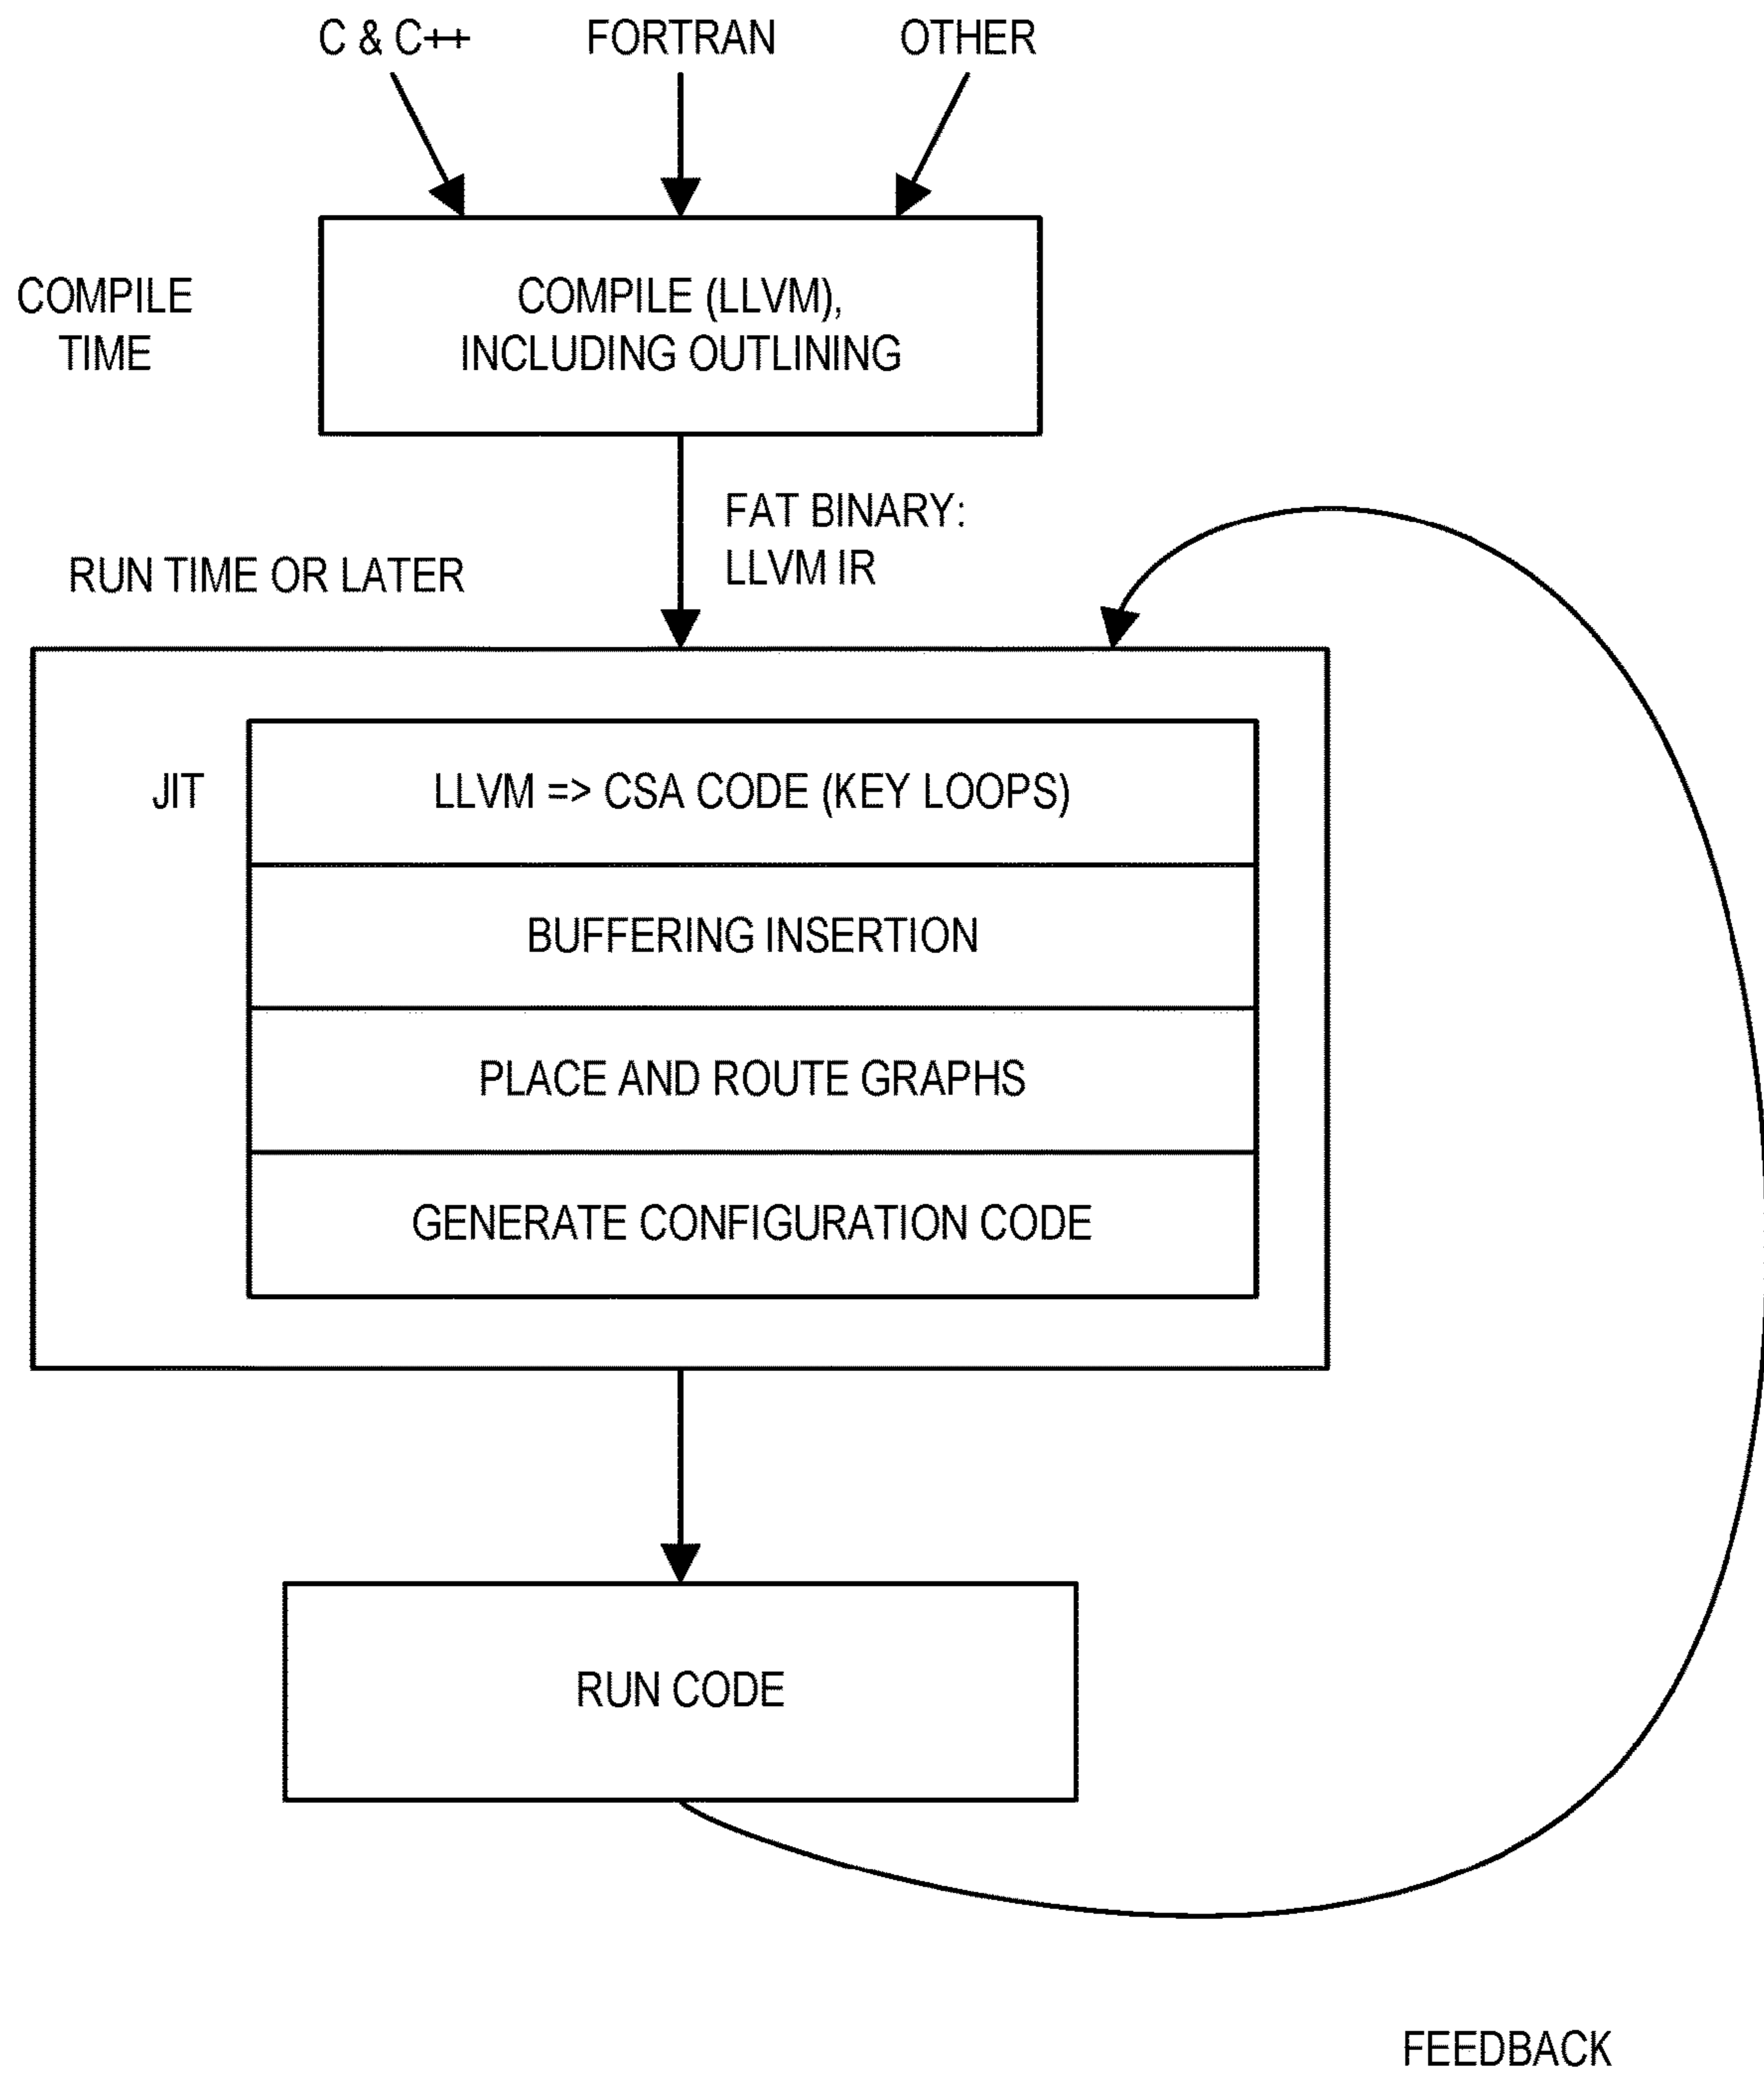 C & C++
FORTRAN
OTHER
COMPILE
TIME
COMPILE (LLVM),
INCLUDING OUTLINING
FAT BINARY:
LLVM IR
RUN TIME OR LATER
JIT
LLVM => CSA CODE (KEY LOOPS)
BUFFERING INSERTION
PLACE AND ROUTE GRAPHS
GENERATE CONFIGURATION CODE
RUN CODE
FEEDBACK